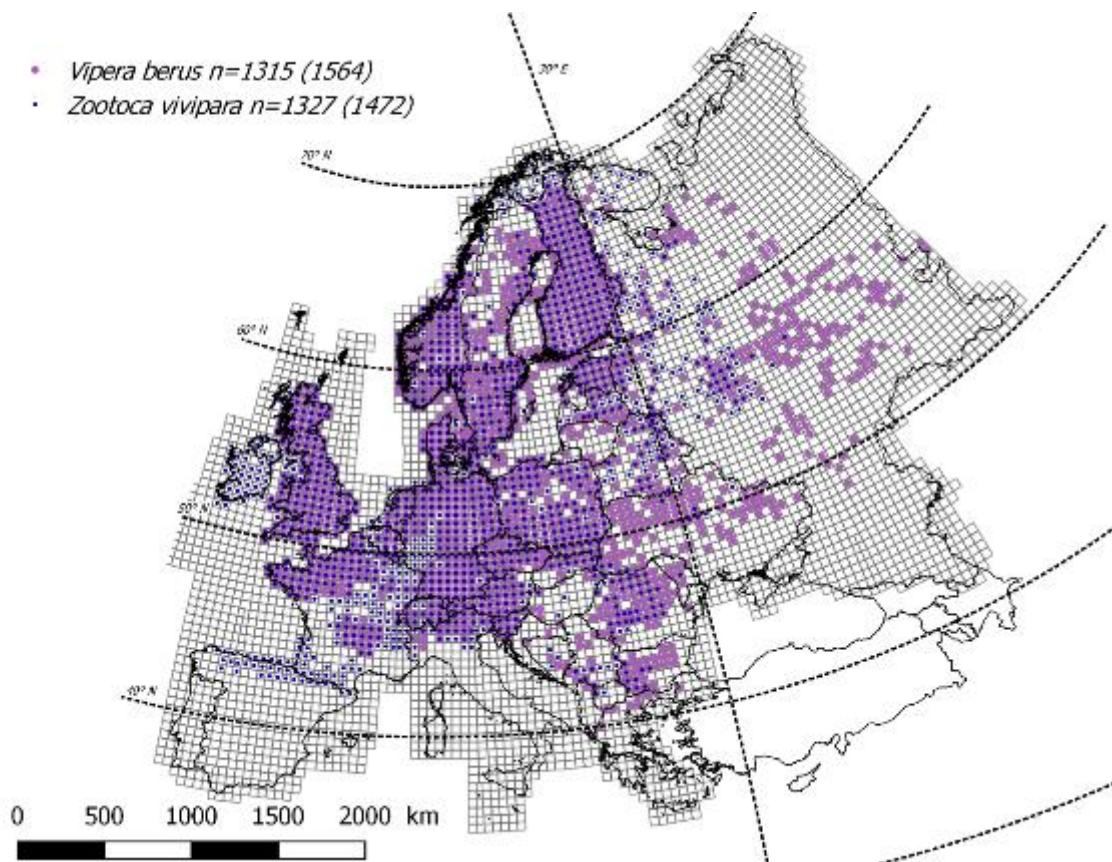 Vipera berus n=1315 (1564)
Zootoca vivipara n=1327 (1472)
70° N
60° N
50° N
40° N
0 500 1000 1500 2000 km